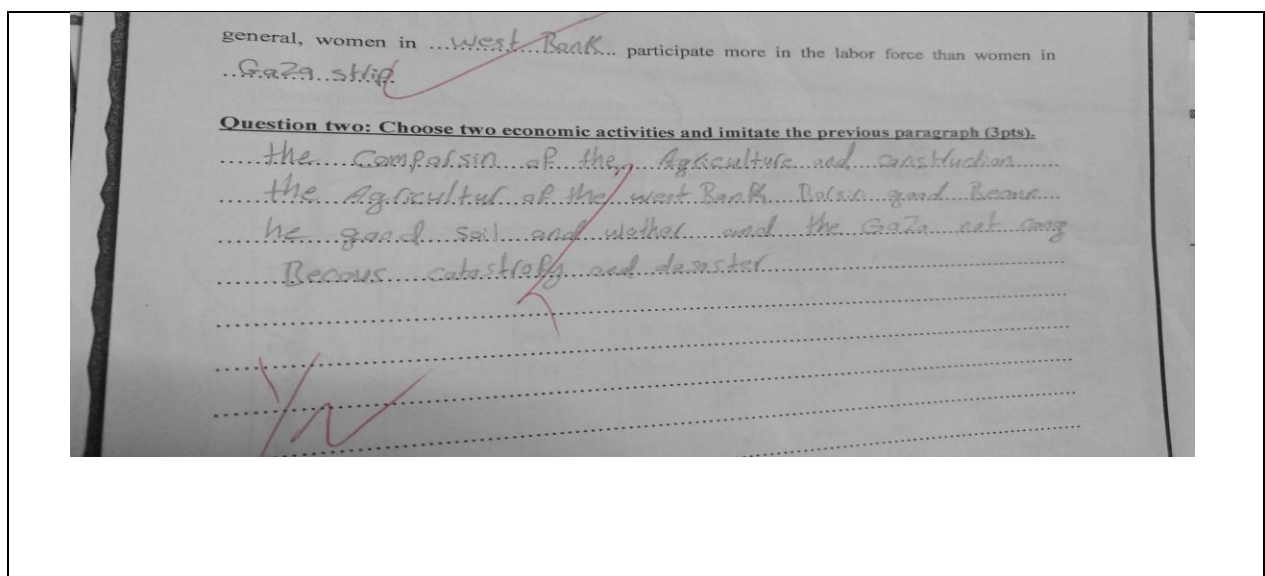 general, women in ...West...Bank... participate more in the labor force than women in
..Gaza..strip.
Question two: Choose two economic activities and imitate the previous paragraph (3pts).
the Comparsin of the Agriculture and construction
the Agricultur of the west Bank good Becaus
he good soil and wether and the Gaza not
Becous catastrofy and desaster